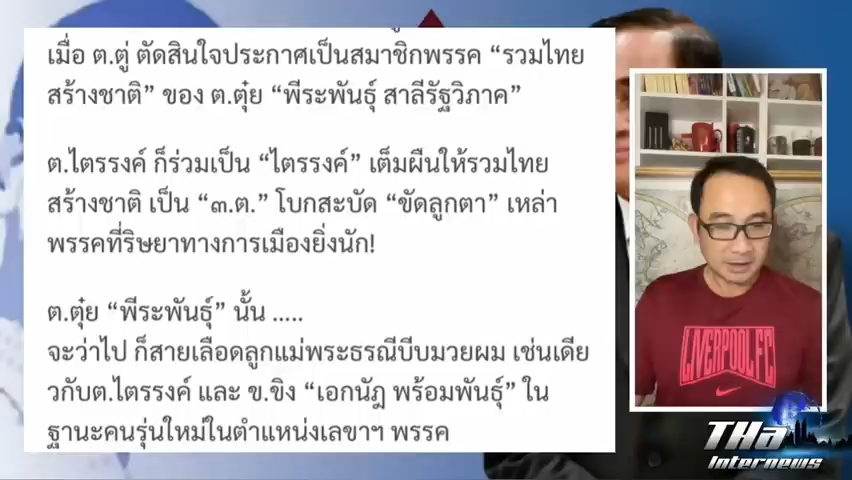 เมื่อ ต.ตู่ ตัดสินใจประกาศเป็นสมาชิกพรรค “รวมไทย
สร้างชาติ” ของ ต.ตุ๋ย “พีระพันธุ์ สาลีรัฐวิภาค”
ต.ไตรรงค์ ก็ร่วมเป็น “ไตรรงค์” เต็มผืนให้รวมไทย
สร้างชาติ เป็น “๓.ต.” โบกสะบัด “ขัดลูกตา” เหล่า
พรรคที่ริษยาทางการเมืองยิ่งนัก!
ต.ตุ๋ย “พีระพันธุ์” นั้น .....
จะว่าไป ก็สายเลือดลูกแม่พระธรณีบีบมวยผม เช่นเดีย
วกับต.ไตรรงค์ และ ข.ขิง “เอกนัฎ พร้อมพันธุ์” ใน
ฐานะคนรุ่นใหม่ในตำแหน่งเลขาฯ พรรค
LIVERPOOL FC
THa
Internews